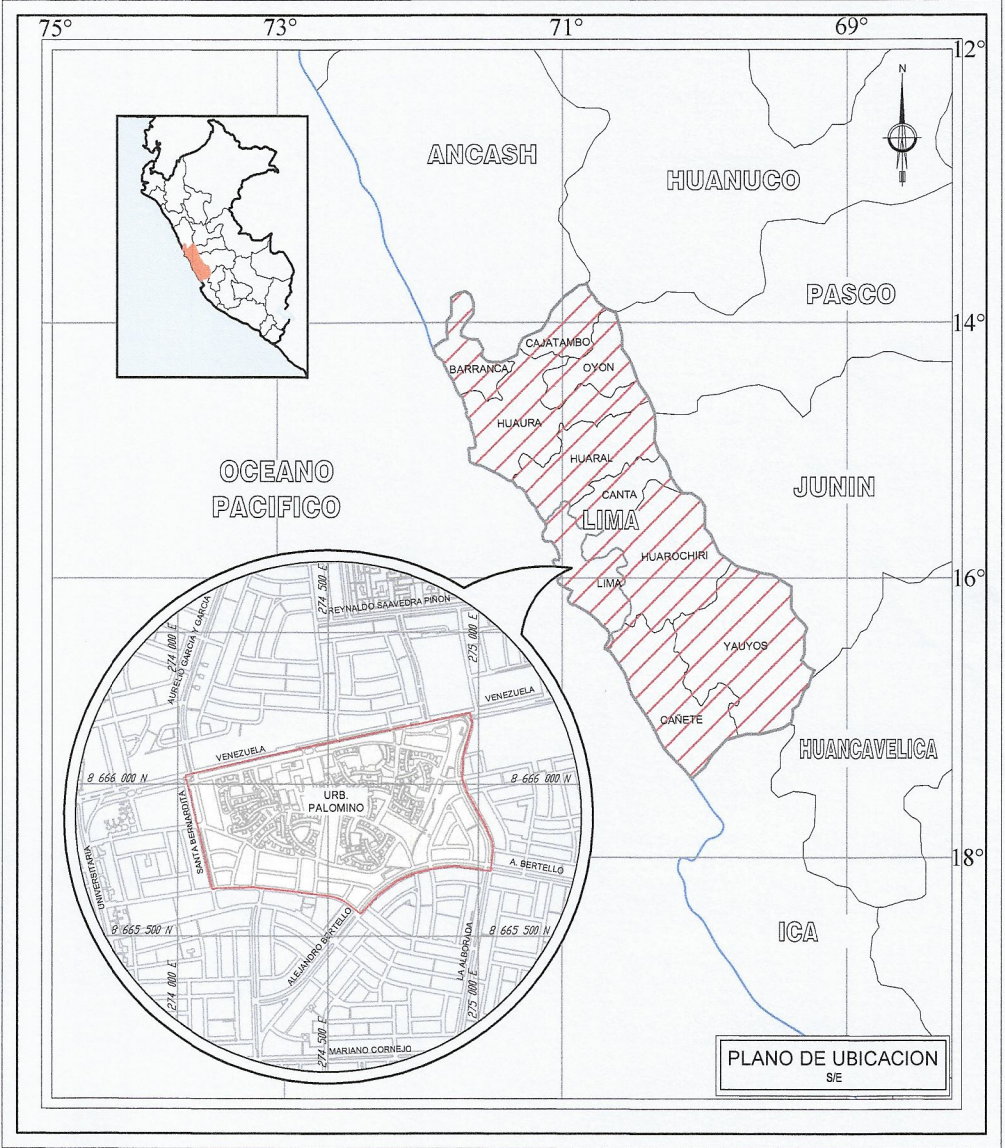 75°
73°
71°
69°
12°
N
ANCASH
HUANUCO
PASCO
14°
CAJATAMBO
BARRANCA
OYON
HUAURA
HUARAL
OCEANO
PACIFICO
JUNIN
CANTA
LIMA
HUAROCHIRI
16°
LIMA
YAUYOS
CAÑETE
HUANCAVELICA
18°
ICA
274 500 E
REYNALDO SAAVEDRA PIÑON
AURELIO GARCIA Y GARCIA
274 000 E
275 000 E
VENEZUELA
VENEZUELA
8 666 000 N
8 666 000 N
URB.
PALOMINO
SANTA BERNARDITA
UNIVERSITARIA
A. BERTELLO
8 665 500 N
8 665 500 N
ALEJANDRO BERTELLO
LA ALBORADA
274 000 E
275 000 E
274 500 E
MARIANO CORNEJO
PLANO DE UBICACION
S/E